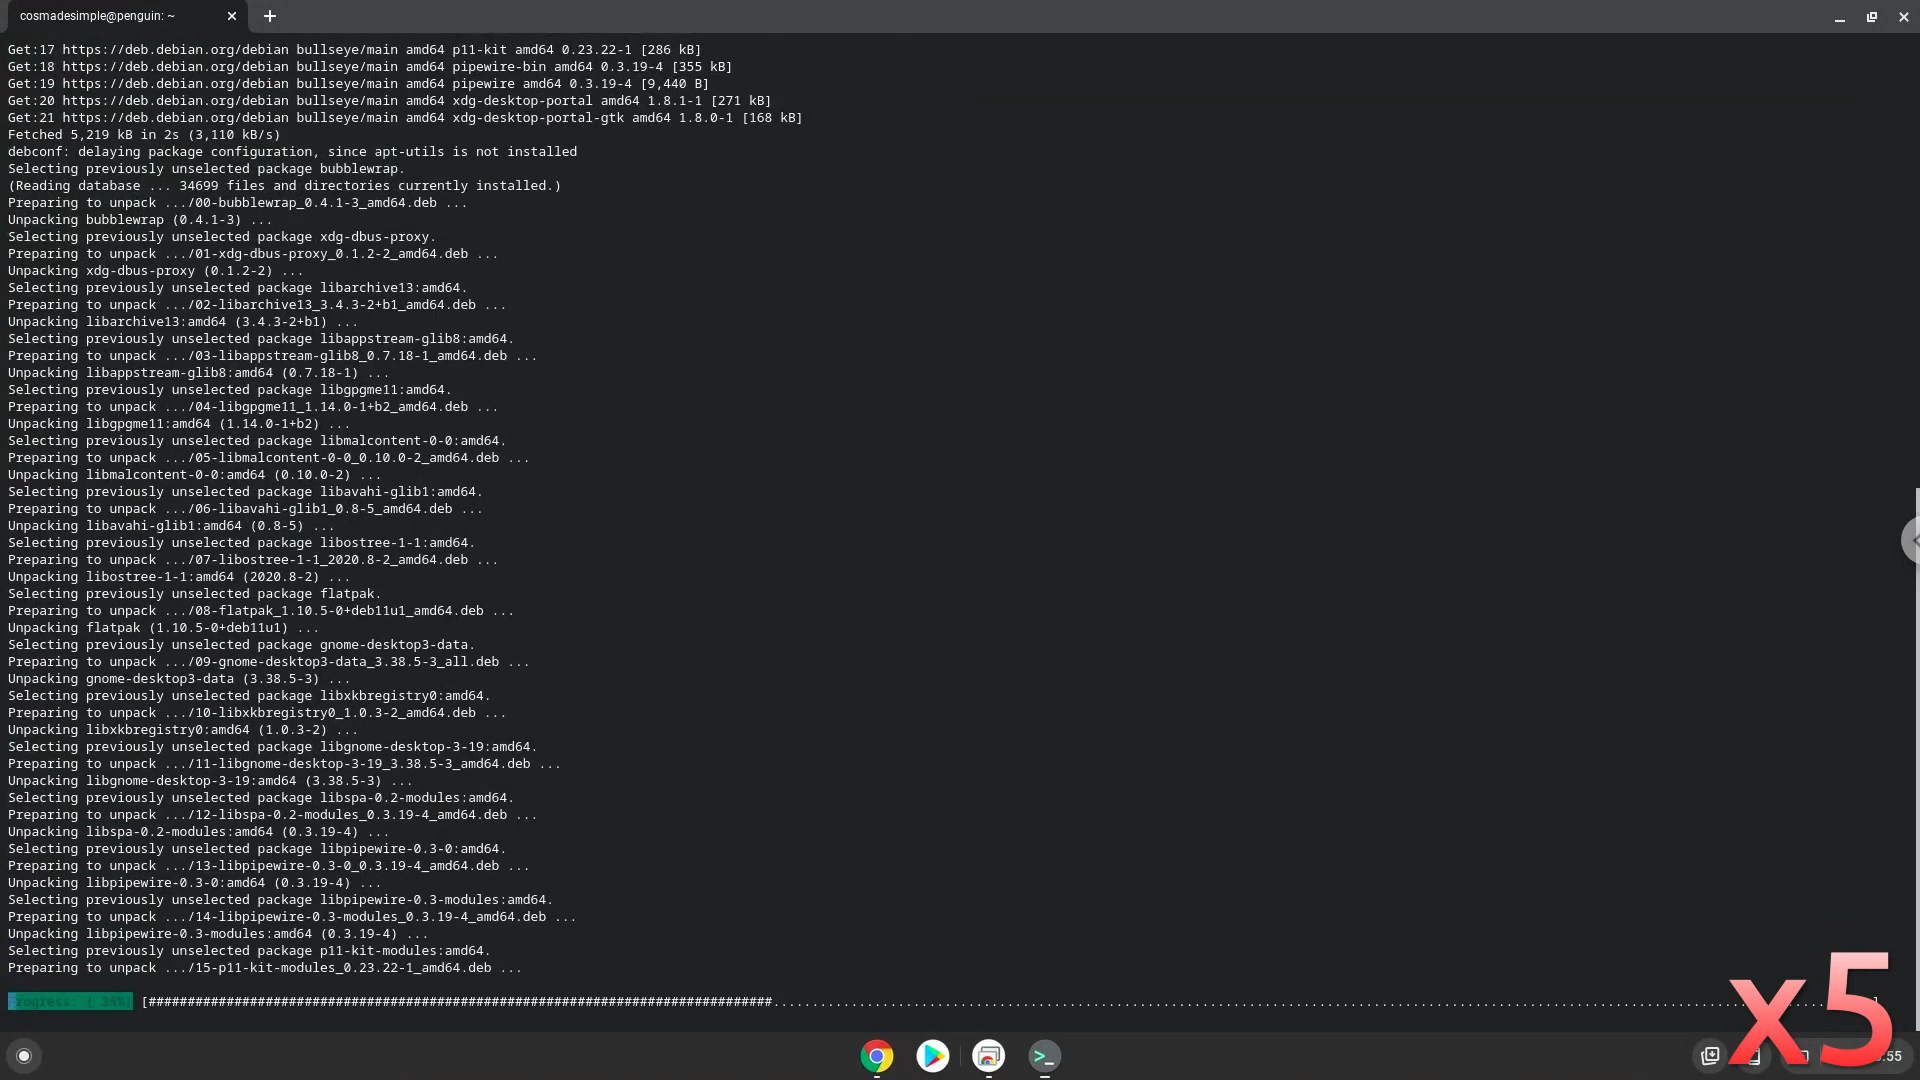 cosmadesimple@penguin: ~
Get:17 https://deb.debian.org/debian bullseye/main amd64 p11-kit amd64 0.23.22-1 [286 kB]
Get:18 https://deb.debian.org/debian bullseye/main amd64 pipewire-bin amd64 0.3.19-4 [355 kB]
Get:19 https://deb.debian.org/debian bullseye/main amd64 pipewire amd64 0.3.19-4 [9,440 B]
Get:20 https://deb.debian.org/debian bullseye/main amd64 xdg-desktop-portal amd64 1.8.1-1 [271 kB]
Get:21 https://deb.debian.org/debian bullseye/main amd64 xdg-desktop-portal-gtk amd64 1.8.0-1 [168 kB]
Fetched 5,219 kB in 2s (3,110 kB/s)
debconf: delaying package configuration, since apt-utils is not installed
Selecting previously unselected package bubblewrap.
(Reading database ... 34699 files and directories currently installed.)
Preparing to unpack .../00-bubblewrap_0.4.1-3_amd64.deb ...
Unpacking bubblewrap (0.4.1-3) ...
Selecting previously unselected package xdg-dbus-proxy.
Preparing to unpack .../01-xdg-dbus-proxy_0.1.2-2_amd64.deb ...
Unpacking xdg-dbus-proxy (0.1.2-2) ...
Selecting previously unselected package libarchive13:amd64.
Preparing to unpack .../02-libarchive13_3.4.3-2+b1_amd64.deb ...
Unpacking libarchive13:amd64 (3.4.3-2+b1) ...
Selecting previously unselected package libappstream-glib8:amd64.
Preparing to unpack .../03-libappstream-glib8_0.7.18-1_amd64.deb ...
Unpacking libappstream-glib8:amd64 (0.7.18-1) ...
Selecting previously unselected package libgpgme11:amd64.
Preparing to unpack .../04-libgpgme11_1.14.0-1+b2_amd64.deb ...
Unpacking libgpgme11:amd64 (1.14.0-1+b2) ...
Selecting previously unselected package libmalcontent-0-0:amd64.
Preparing to unpack .../05-libmalcontent-0-0_0.10.0-2_amd64.deb ...
Unpacking libmalcontent-0-0:amd64 (0.10.0-2) ...
Selecting previously unselected package libavahi-glib1:amd64.
Preparing to unpack .../06-libavahi-glib1_0.8-5_amd64.deb ...
Unpacking libavahi-glib1:amd64 (0.8-5) ...
Selecting previously unselected package libostree-1-1:amd64.
Preparing to unpack .../07-libostree-1-1_2020.8-2_amd64.deb ...
Unpacking libostree-1-1:amd64 (2020.8-2) ...
Selecting previously unselected package flatpak.
Preparing to unpack .../08-flatpak_1.10.5-0+deb11u1_amd64.deb ...
Unpacking flatpak (1.10.5-0+deb11u1) ...
Selecting previously unselected package gnome-desktop3-data.
Preparing to unpack .../09-gnome-desktop3-data_3.38.5-3_all.deb ...
Unpacking gnome-desktop3-data (3.38.5-3) ...
Selecting previously unselected package libxkbregistry0:amd64.
Preparing to unpack .../10-libxkbregistry0_1.0.3-2_amd64.deb ...
Unpacking libxkbregistry0:amd64 (1.0.3-2) ...
Selecting previously unselected package libgnome-desktop-3-19:amd64.
Preparing to unpack .../11-libgnome-desktop-3-19_3.38.5-3_amd64.deb ...
Unpacking libgnome-desktop-3-19:amd64 (3.38.5-3) ...
Selecting previously unselected package libspa-0.2-modules:amd64.
Preparing to unpack .../12-libspa-0.2-modules_0.3.19-4_amd64.deb ...
Unpacking libspa-0.2-modules:amd64 (0.3.19-4) ...
Selecting previously unselected package libpipewire-0.3-0:amd64.
Preparing to unpack .../13-libpipewire-0.3-0_0.3.19-4_amd64.deb ...
Unpacking libpipewire-0.3-0:amd64 (0.3.19-4) ...
Selecting previously unselected package libpipewire-0.3-modules:amd64.
Preparing to unpack .../14-libpipewire-0.3-modules_0.3.19-4_amd64.deb ...
Unpacking libpipewire-0.3-modules:amd64 (0.3.19-4) ...
Selecting previously unselected package p11-kit-modules:amd64.
Preparing to unpack .../15-p11-kit-modules_0.23.22-1_amd64.deb ...
x5